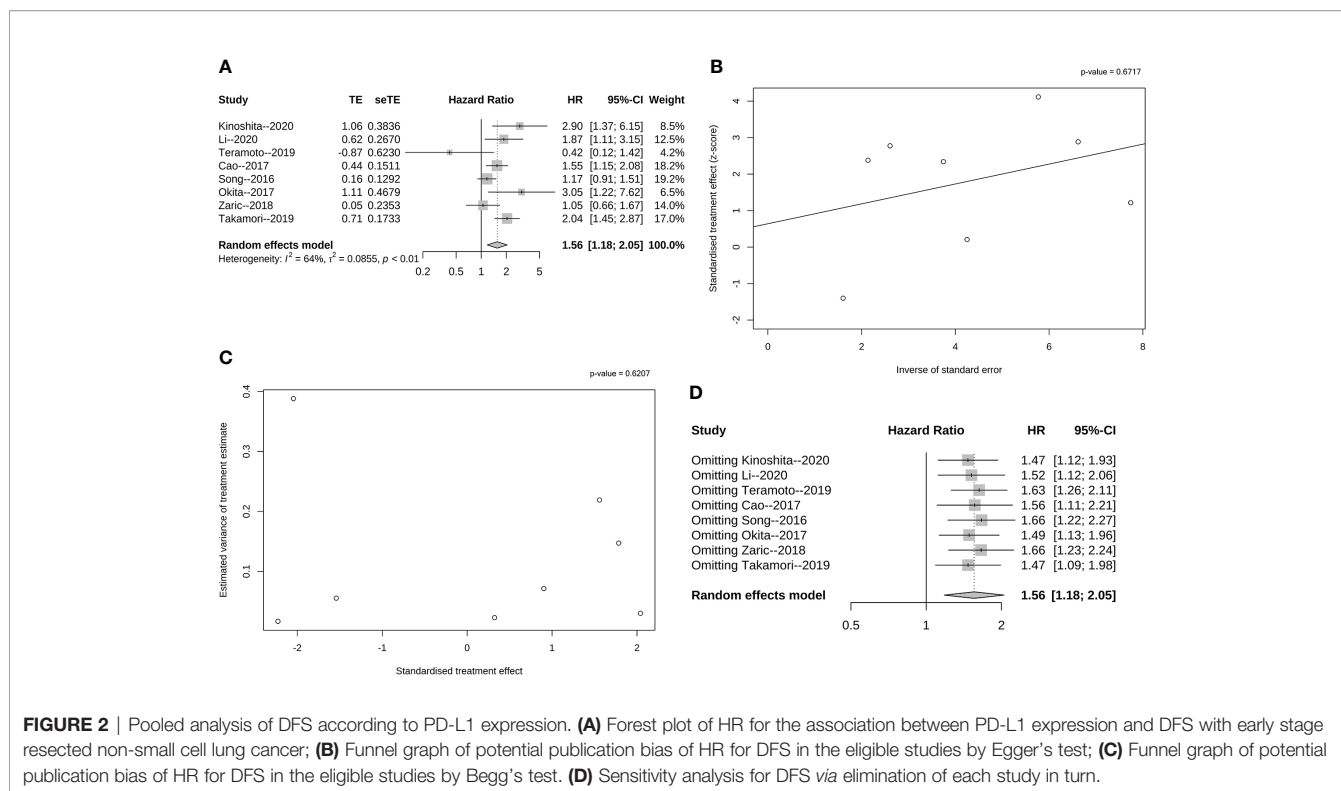 A
Study TE seTE Hazard Ratio HR 95%-CI Weight
Kinoshita--2020 1.06 0.3836 2.90 [1.37; 6.15] 8.5%
Li--2020 0.62 0.2670 1.87 [1.11; 3.15] 12.5%
Teramoto--2019 -0.87 0.6230 0.42 [0.12; 1.42] 4.2%
Cao--2017 0.44 0.1511 1.55 [1.15; 2.08] 18.2%
Song--2016 0.16 0.1292 1.17 [0.91; 1.51] 19.2%
Okita--2017 1.11 0.4679 3.05 [1.22; 7.62] 6.5%
Zaric--2018 0.05 0.2353 1.05 [0.66; 1.67] 14.0%
Takamori--2019 0.71 0.1733 2.04 [1.45; 2.87] 17.0%
Random effects model 1.56 [1.18; 2.05] 100.0%
Heterogeneity: I² = 64%, τ² = 0.0855, p < 0.01
0.2 0.5 1 2 5
B
p-value = 0.6717
Standardised treatment effect (z-score)
4
3
2
1
0
-1
-2
0 2 4 6 8
Inverse of standard error
C
p-value = 0.6207
Estimated variance of treatment estimate
0.4
0.3
0.2
0.1
-2 -1 0 1 2
Standardised treatment effect
D
Study Hazard Ratio HR 95%-CI
Omitting Kinoshita--2020 1.47 [1.12; 1.93]
Omitting Li--2020 1.52 [1.12; 2.06]
Omitting Teramoto--2019 1.63 [1.26; 2.11]
Omitting Cao--2017 1.56 [1.11; 2.21]
Omitting Song--2016 1.66 [1.22; 2.27]
Omitting Okita--2017 1.49 [1.13; 1.96]
Omitting Zaric--2018 1.66 [1.23; 2.24]
Omitting Takamori--2019 1.47 [1.09; 1.98]
Random effects model 1.56 [1.18; 2.05]
0.5 1 2
FIGURE 2 | Pooled analysis of DFS according to PD-L1 expression. (A) Forest plot of HR for the association between PD-L1 expression and DFS with early stage
resected non-small cell lung cancer; (B) Funnel graph of potential publication bias of HR for DFS in the eligible studies by Egger's test; (C) Funnel graph of potential
publication bias of HR for DFS in the eligible studies by Begg's test. (D) Sensitivity analysis for DFS via elimination of each study in turn.